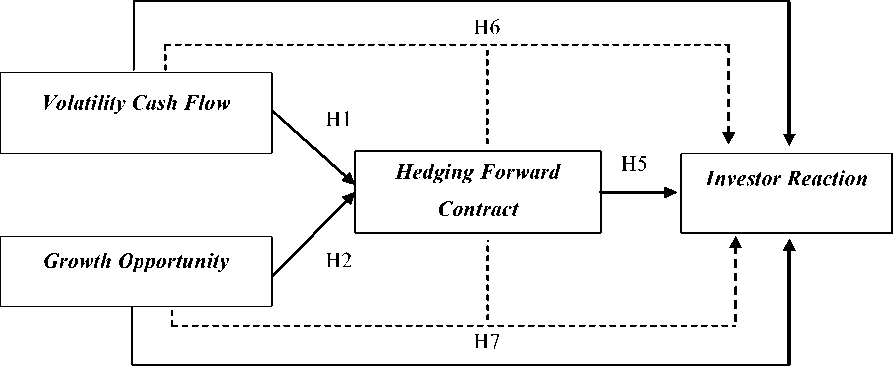 H6
Volatility Cash Flow
H1
Hedging Forward
Contract
H5
Investor Reaction
Growth Opportunity
H2
H7